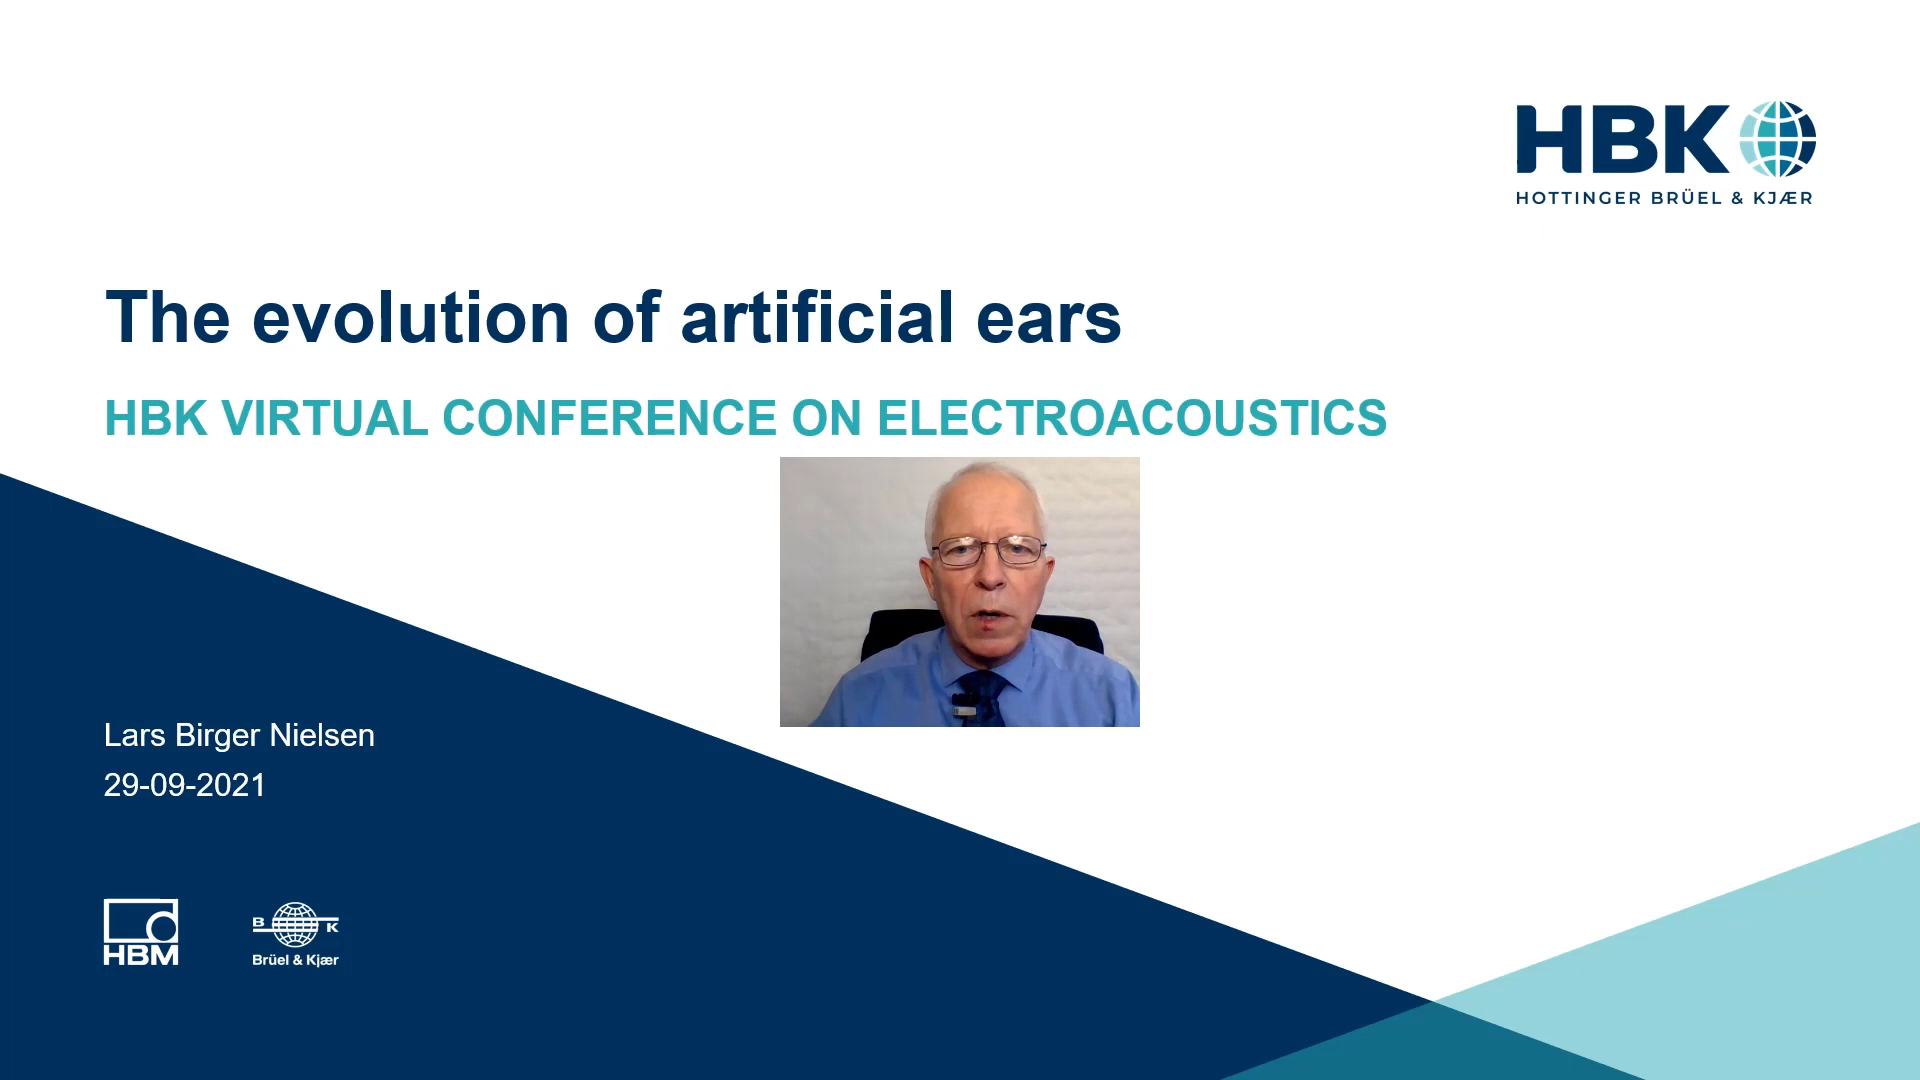 HBK
HOTTINGER BRÜEL & KJÆR
The evolution of artificial ears
HBK VIRTUAL CONFERENCE ON ELECTROACOUSTICS
Lars Birger Nielsen
29-09-2021
HBM
B K
Brüel & Kjær